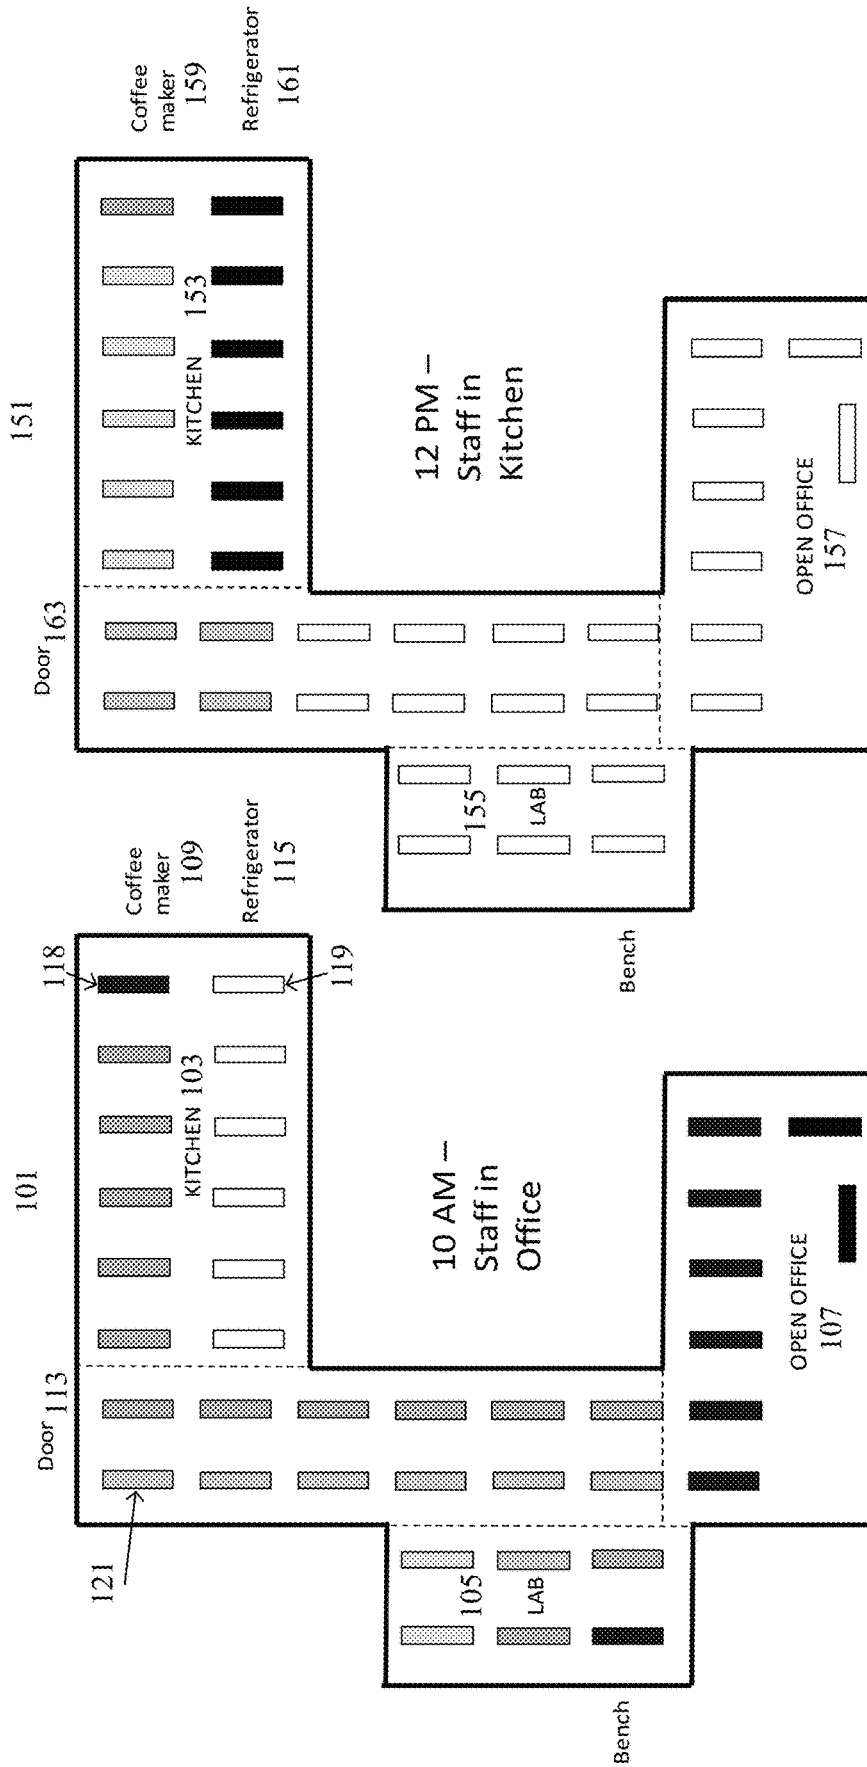 151
Door
163
KITCHEN
153
Coffee
maker
159
Refrigerator
161
155
LAB
Bench
12 PM –
Staff in
Kitchen
OPEN OFFICE
157
101
Door
113
121
118
KITCHEN 103
Coffee
maker
109
Refrigerator
115
119
105
LAB
Bench
10 AM –
Staff in
Office
OPEN OFFICE
107